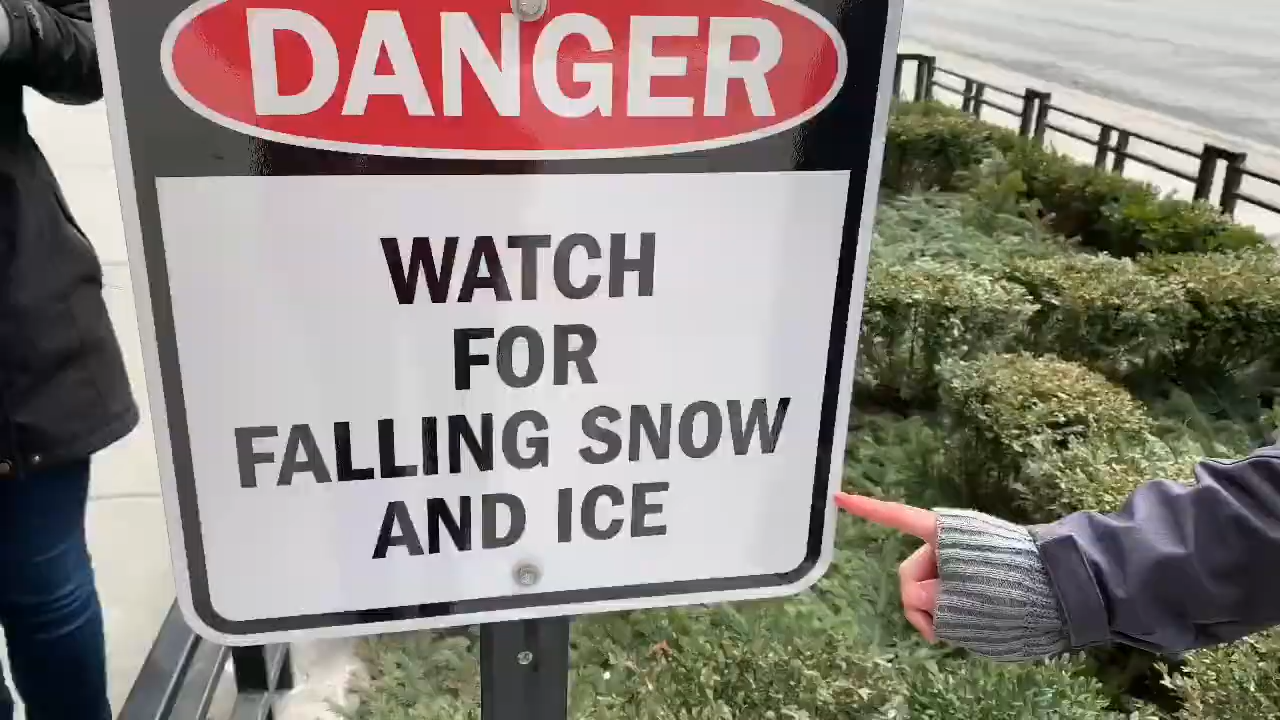 DANGER
WATCH
FOR
FALLING SNOW
AND ICE